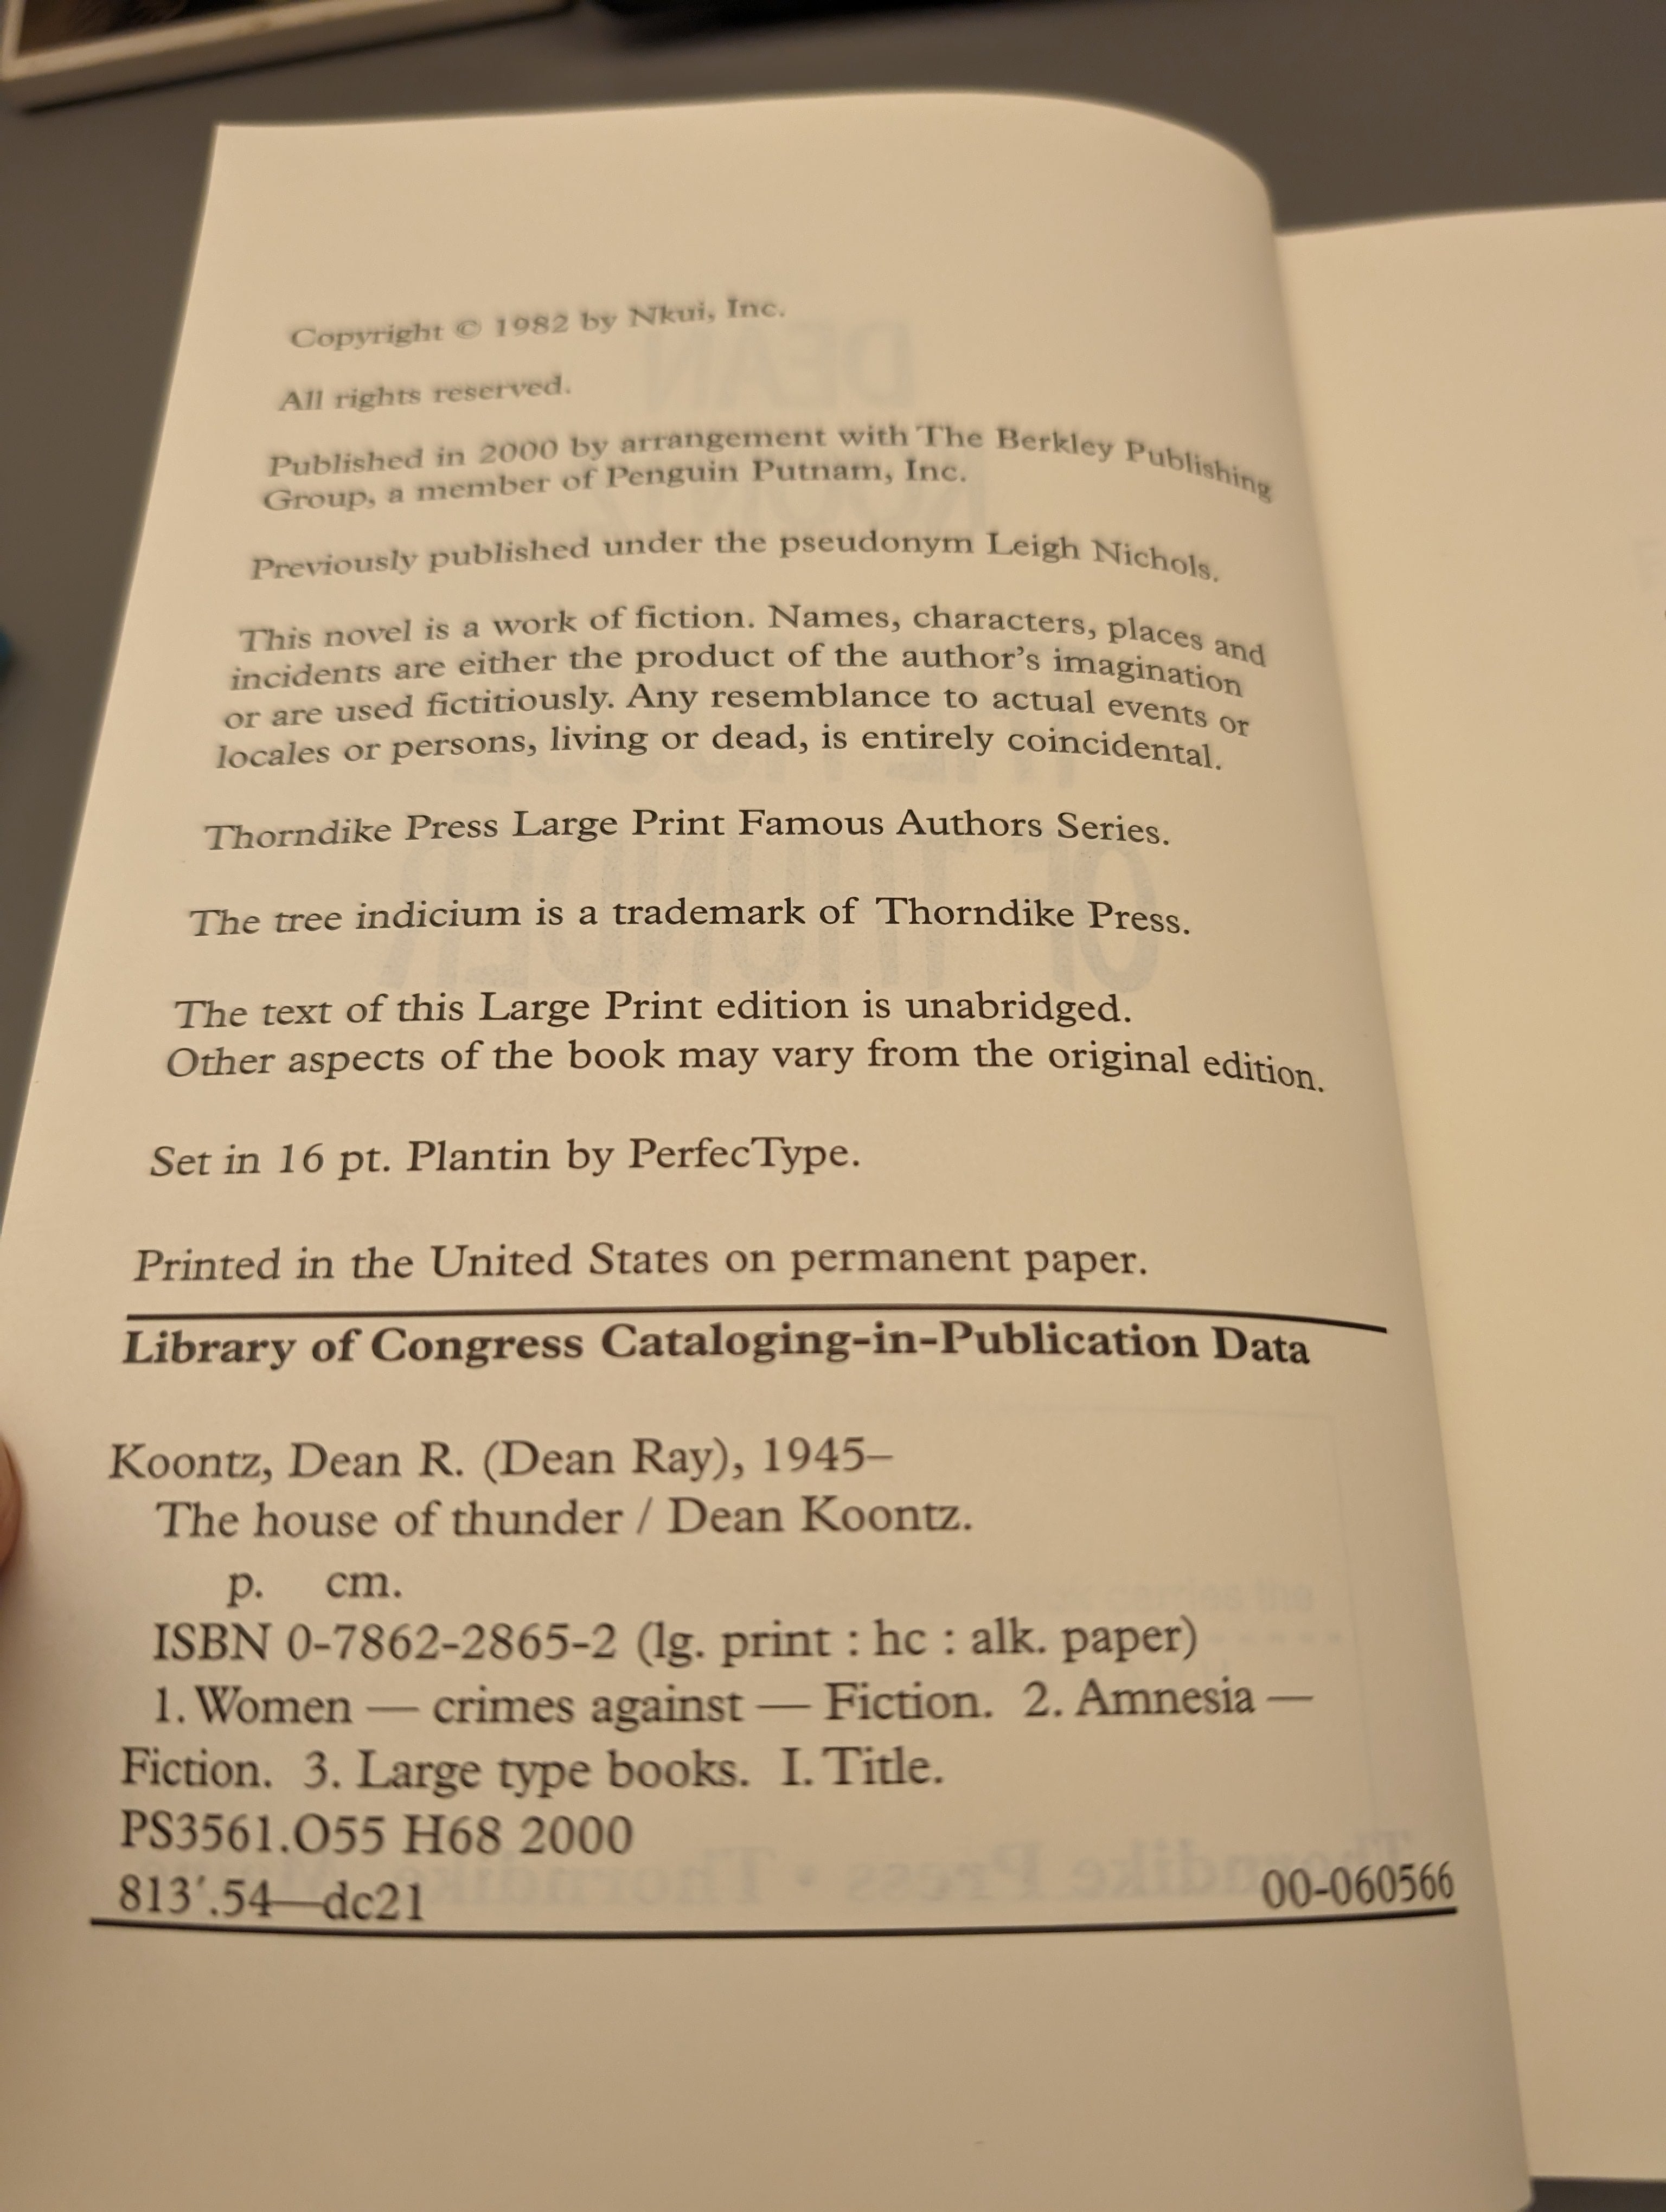 Copyright © 1982 by Nkui, Inc.
All rights reserved.
Published in 2000 by arrangement with The Berkley Publishing
Group, a member of Penguin Putnam, Inc.
Previously published under the pseudonym Leigh Nichols.
This novel is a work of fiction. Names, characters, places and
incidents are either the product of the author's imagination
or are used fictitiously. Any resemblance to actual events or
locales or persons, living or dead, is entirely coincidental.
Thorndike Press Large Print Famous Authors Series.
The tree indicium is a trademark of Thorndike Press.
The text of this Large Print edition is unabridged.
Other aspects of the book may vary from the original edition.
Set in 16 pt. Plantin by PerfecType.
Printed in the United States on permanent paper.
Library of Congress Cataloging-in-Publication Data
Koontz, Dean R. (Dean Ray), 1945–
The house of thunder / Dean Koontz.
p. cm.
ISBN 0-7862-2865-2 (lg. print : hc : alk. paper)
1. Women — crimes against — Fiction. 2. Amnesia —
Fiction. 3. Large type books. I. Title.
PS3561.O55 H68 2000
813′.54—dc21 00-060566